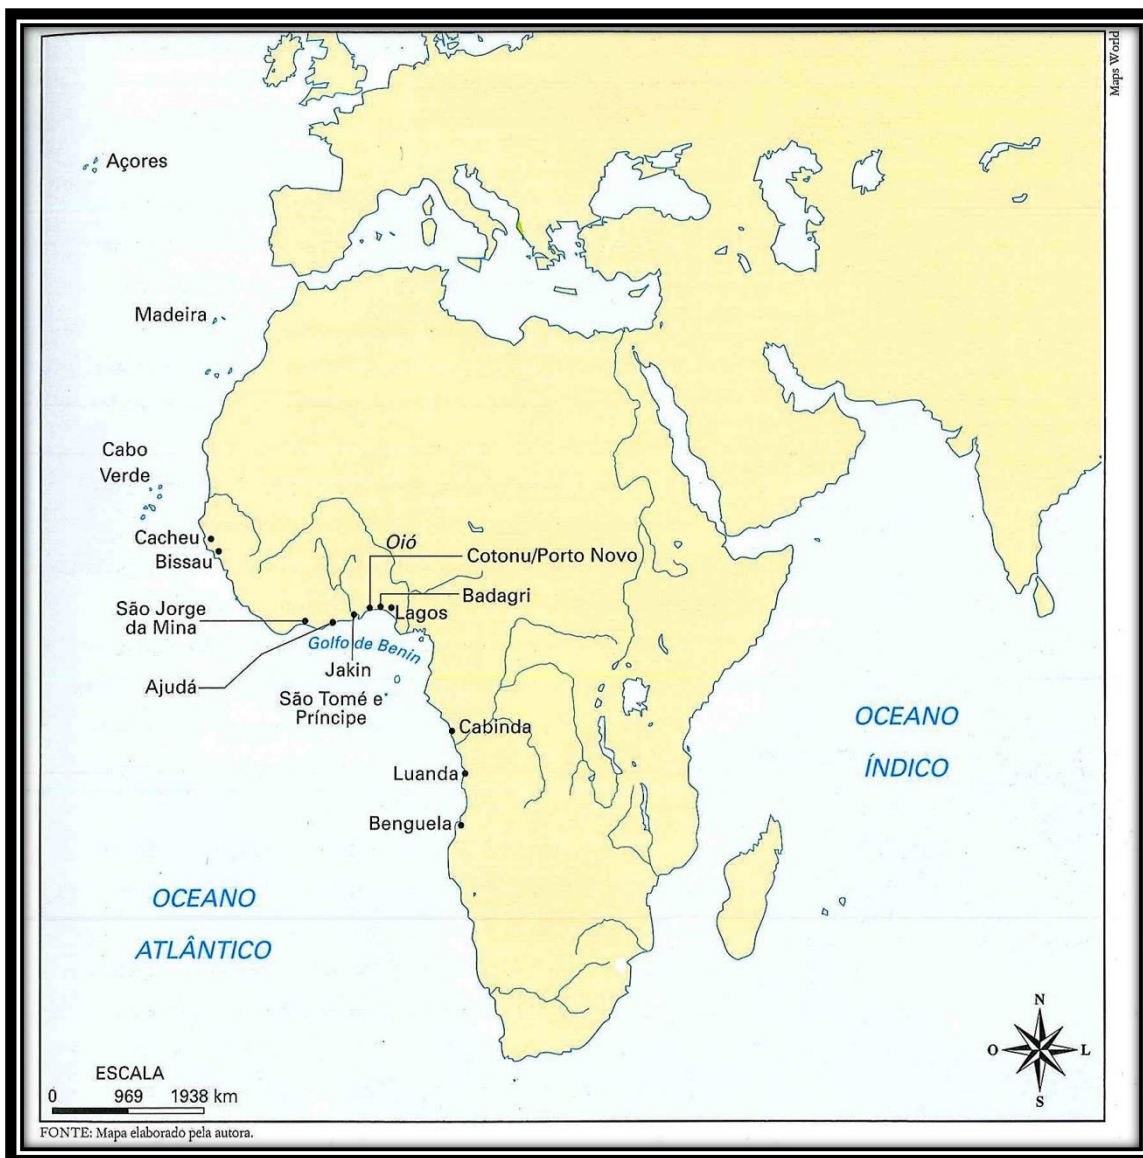 Maps World
Açores
Madeira
Cabo
Verde
Cacheu
Bissau
Oió
Cotonu/Porto Novo
Badagri
Lagos
São Jorge
da Mina
Golfo de Benin
Jakin
Ajudá
São Tomé e
Príncipe
Cabinda
Luanda
Benguela
OCEANO
ÍNDICO
OCEANO
ATLÂNTICO
N
O
L
S
ESCALA
0 969 1938 km
FONTE: Mapa elaborado pela autora.